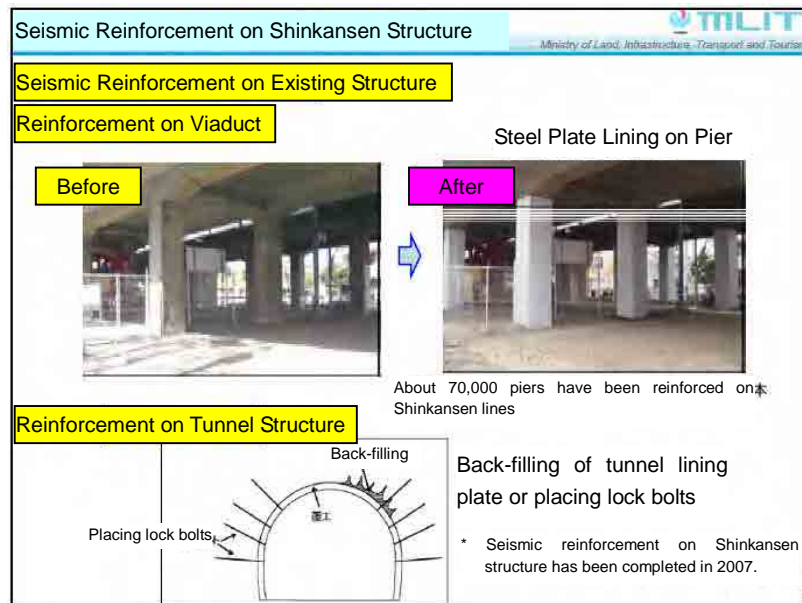 Seismic Reinforcement on Shinkansen Structure
MLIT
Ministry of Land, Infrastructure, Transport and Tourism
Seismic Reinforcement on Existing Structure
Reinforcement on Viaduct
Steel Plate Lining on Pier
Before
After
About 70,000 piers have been reinforced on本
Shinkansen lines
Reinforcement on Tunnel Structure
Back-filling
覆工
Placing lock bolts
Back-filling of tunnel lining
plate or placing lock bolts
* Seismic reinforcement on Shinkansen
structure has been completed in 2007.